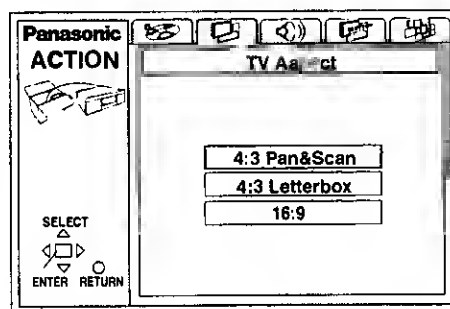 Panasonic
ACTION
TV
4:3 Pan&Scan
4:3 Letterbox
16:9
SELECT
ENTER RETURN